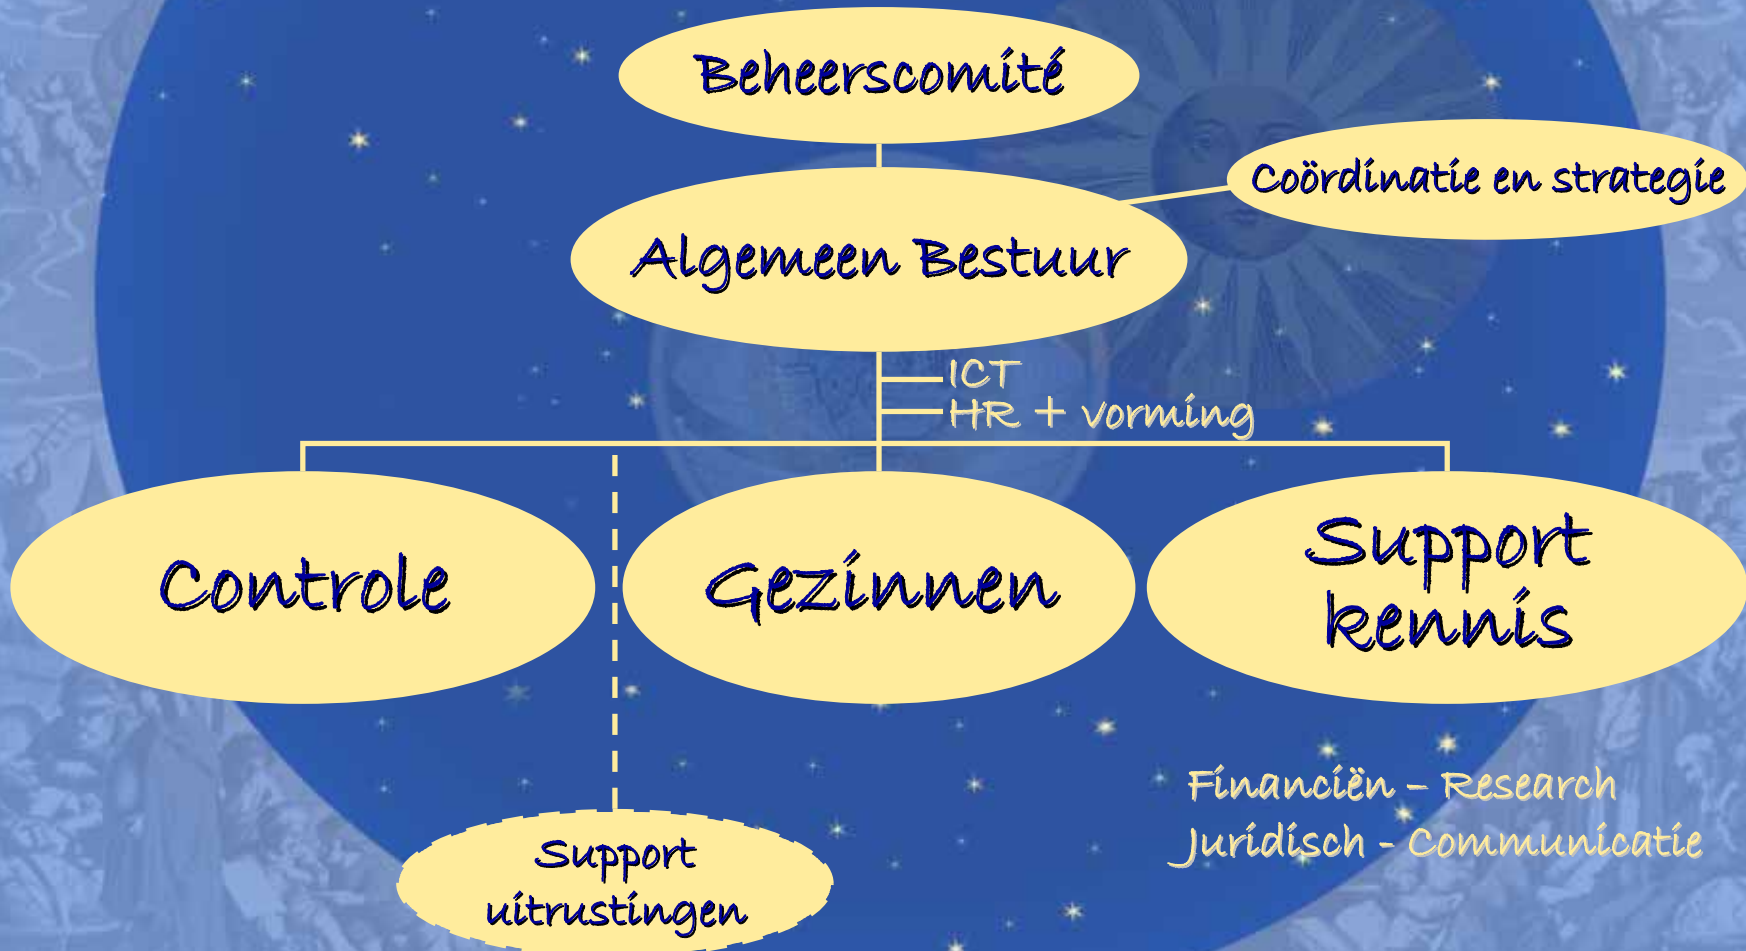 Beheerscomité
Coördinatie en strategie
Algemeen Bestuur
ICT
HR + vorming
Controle
Gezinnen
Support
kennis
Financiën – Research
Juridisch - Communicatie
Support
uitrustingen